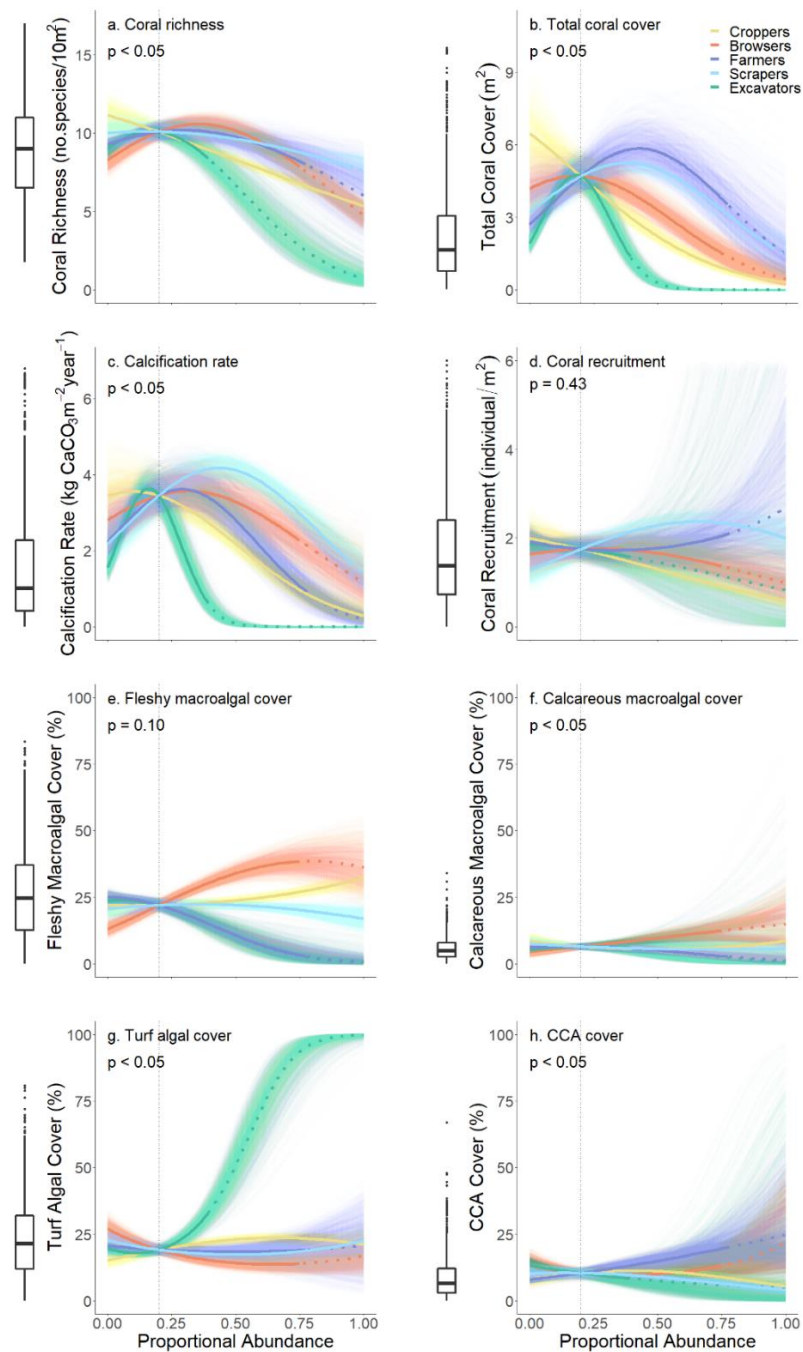 a. Coral richness
p < 0.05
15
10
5
0
Coral Richness (no.species/10m²)
b. Total coral cover
p < 0.05
Croppers
Browsers
Farmers
Scrapers
Excavators
9
6
3
0
Total Coral Cover (m²)
c. Calcification rate
p < 0.05
6
4
2
0
Calcification Rate (kg CaCO₃m⁻²year⁻¹)
d. Coral recruitment
p = 0.43
6
4
2
0
Coral Recruitment (individual/m²)
e. Fleshy macroalgal cover
p = 0.10
100
75
50
25
0
Fleshy Macroalgal Cover (%)
f. Calcareous macroalgal cover
p < 0.05
100
75
50
25
0
Calcareous Macroalgal Cover (%)
g. Turf algal cover
p < 0.05
100
75
50
25
0
Turf Algal Cover (%)
0.00 0.25 0.50 0.75 1.00
Proportional Abundance
h. CCA cover
p < 0.05
100
75
50
25
0
CCA Cover (%)
0.00 0.25 0.50 0.75 1.00
Proportional Abundance